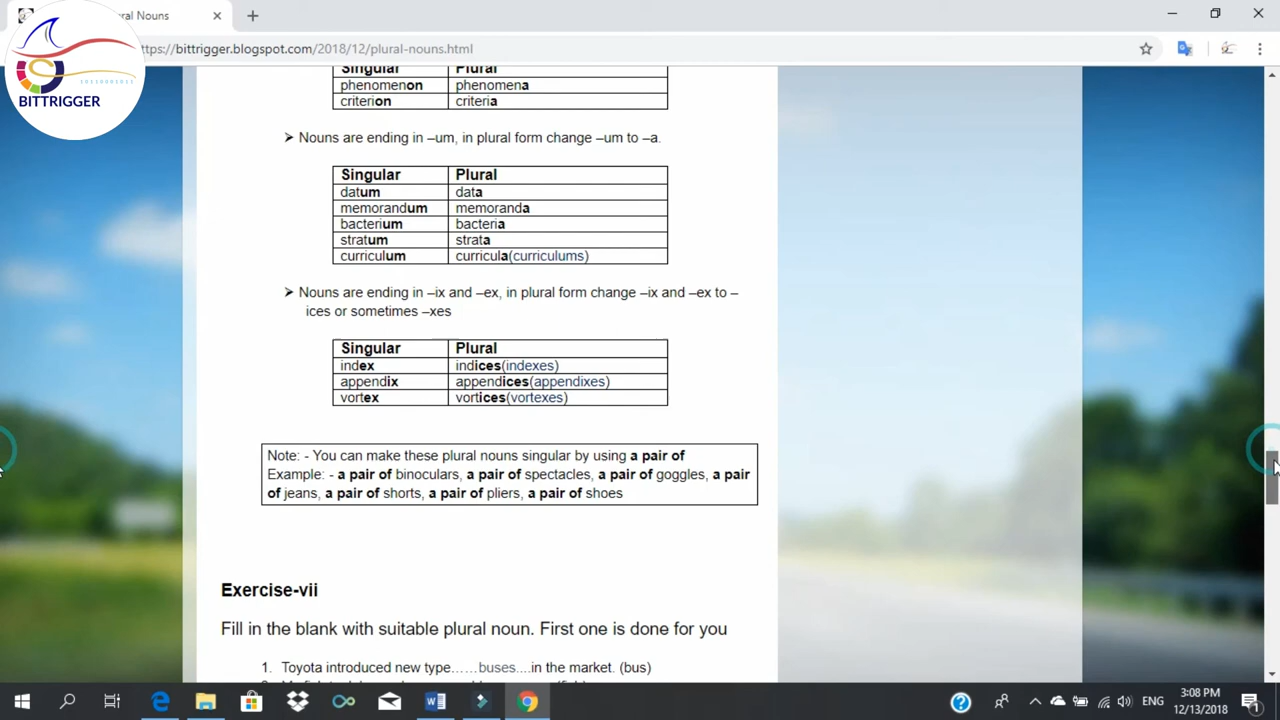 lural Nouns
ttps://bittrigger.blogspot.com/2018/12/plural-nouns.html
BITTRIGGER
Singular Plural
phenomenon phenomena
criterion criteria
➤ Nouns are ending in –um, in plural form change –um to –a.
Singular Plural
datum data
memorandum memoranda
bacterium bacteria
stratum strata
curriculum curricula(curriculums)
➤ Nouns are ending in –ix and –ex, in plural form change –ix and –ex to –
ices or sometimes –xes
Singular Plural
index indices(indexes)
appendix appendices(appendixes)
vortex vortices(vortexes)
Note: - You can make these plural nouns singular by using a pair of
Example: - a pair of binoculars, a pair of spectacles, a pair of goggles, a pair
of jeans, a pair of shorts, a pair of pliers, a pair of shoes
Exercise-vii
Fill in the blank with suitable plural noun. First one is done for you
1. Toyota introduced new type……buses....in the market. (bus)
ENG
3:08 PM
12/13/2018